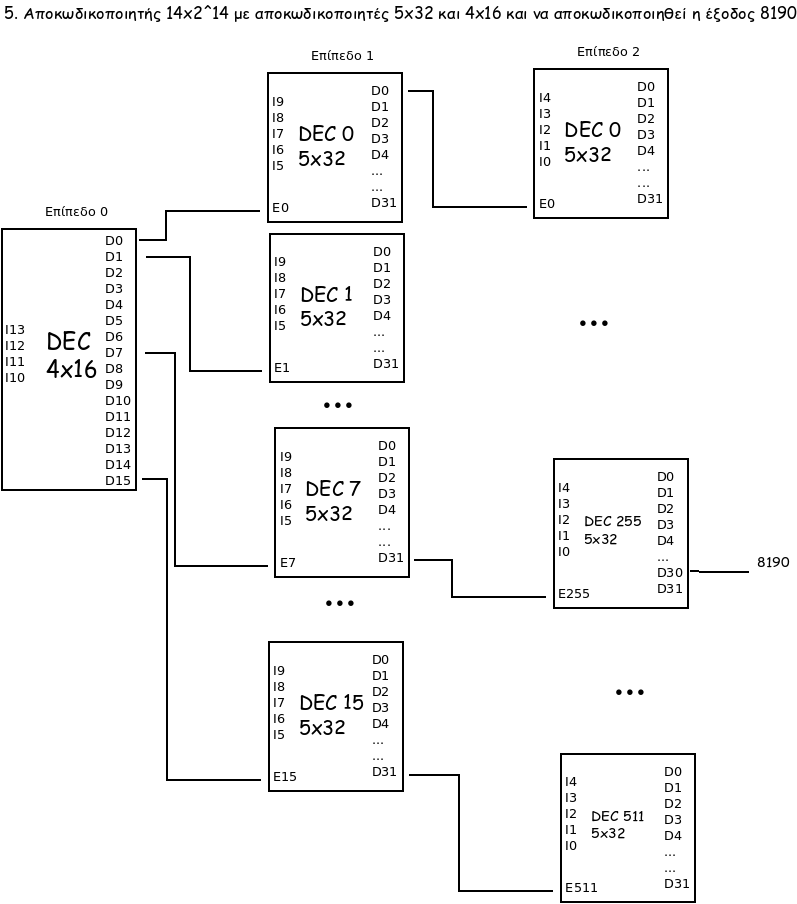 5. Αποκωδικοποιητής 14x2^14 με αποκωδικοποιητές 5x32 και 4x16 και να αποκωδικοποιηθεί η έξοδος 8190
Επίπεδο 0
I13
I12
I11
I10
DEC
4x16
D0
D1
D2
D3
D4
D5
D6
D7
D8
D9
D10
D11
D12
D13
D14
D15
Επίπεδο 1
I9
I8
I7
I6
I5
E0
DEC 0
5x32
D0
D1
D2
D3
D4
...
...
D31
I9
I8
I7
I6
I5
E1
DEC 1
5x32
D0
D1
D2
D3
D4
...
...
D31
...
I9
I8
I7
I6
I5
E7
DEC 7
5x32
D0
D1
D2
D3
D4
...
...
D31
...
I9
I8
I7
I6
I5
E15
DEC 15
5x32
D0
D1
D2
D3
D4
...
...
D31
Επίπεδο 2
I4
I3
I2
I1
I0
E0
DEC 0
5x32
D0
D1
D2
D3
D4
...
...
D31
...
I4
I3
I2
I1
I0
E255
DEC 255
5x32
D0
D1
D2
D3
D4
...
D30
D31
8190
...
I4
I3
I2
I1
I0
E511
DEC 511
5x32
D0
D1
D2
D3
D4
...
...
D31